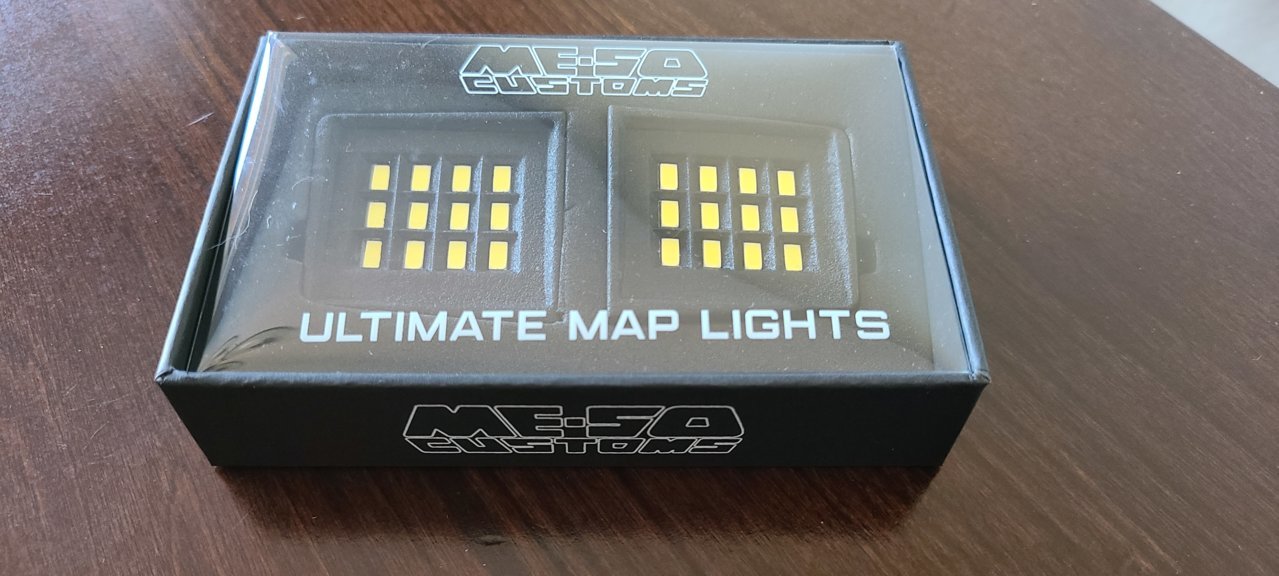 ME·SO
CUSTOMS
ULTIMATE MAP LIGHTS
ME·SO
CUSTOMS